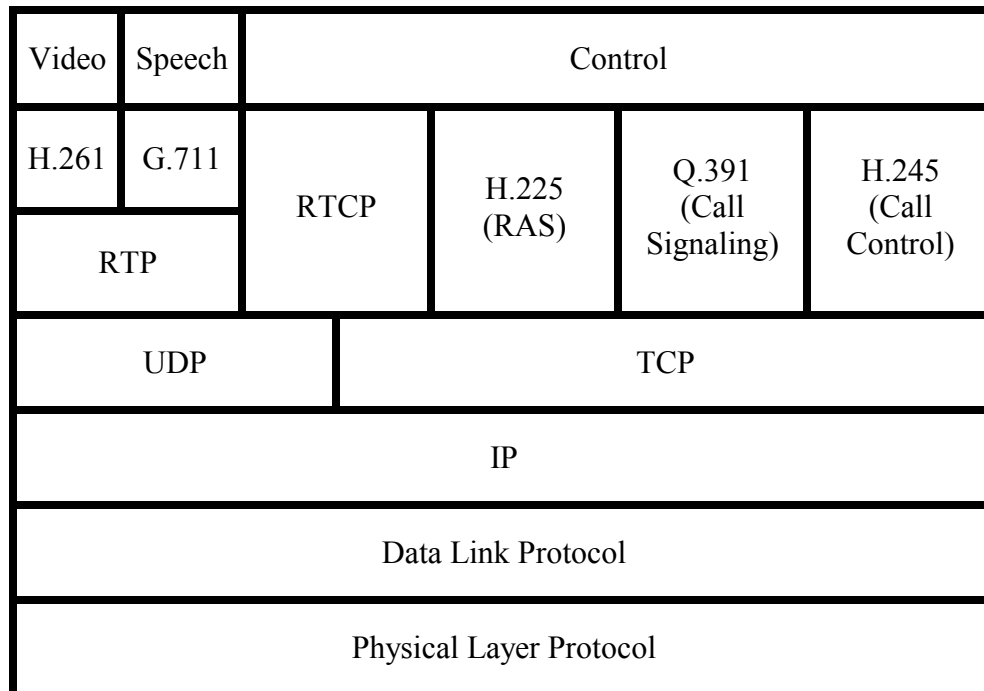 Video
Speech
Control
H.261
G.711
RTCP
H.225
(RAS)
Q.391
(Call
Signaling)
H.245
(Call
Control)
RTP
UDP
TCP
IP
Data Link Protocol
Physical Layer Protocol